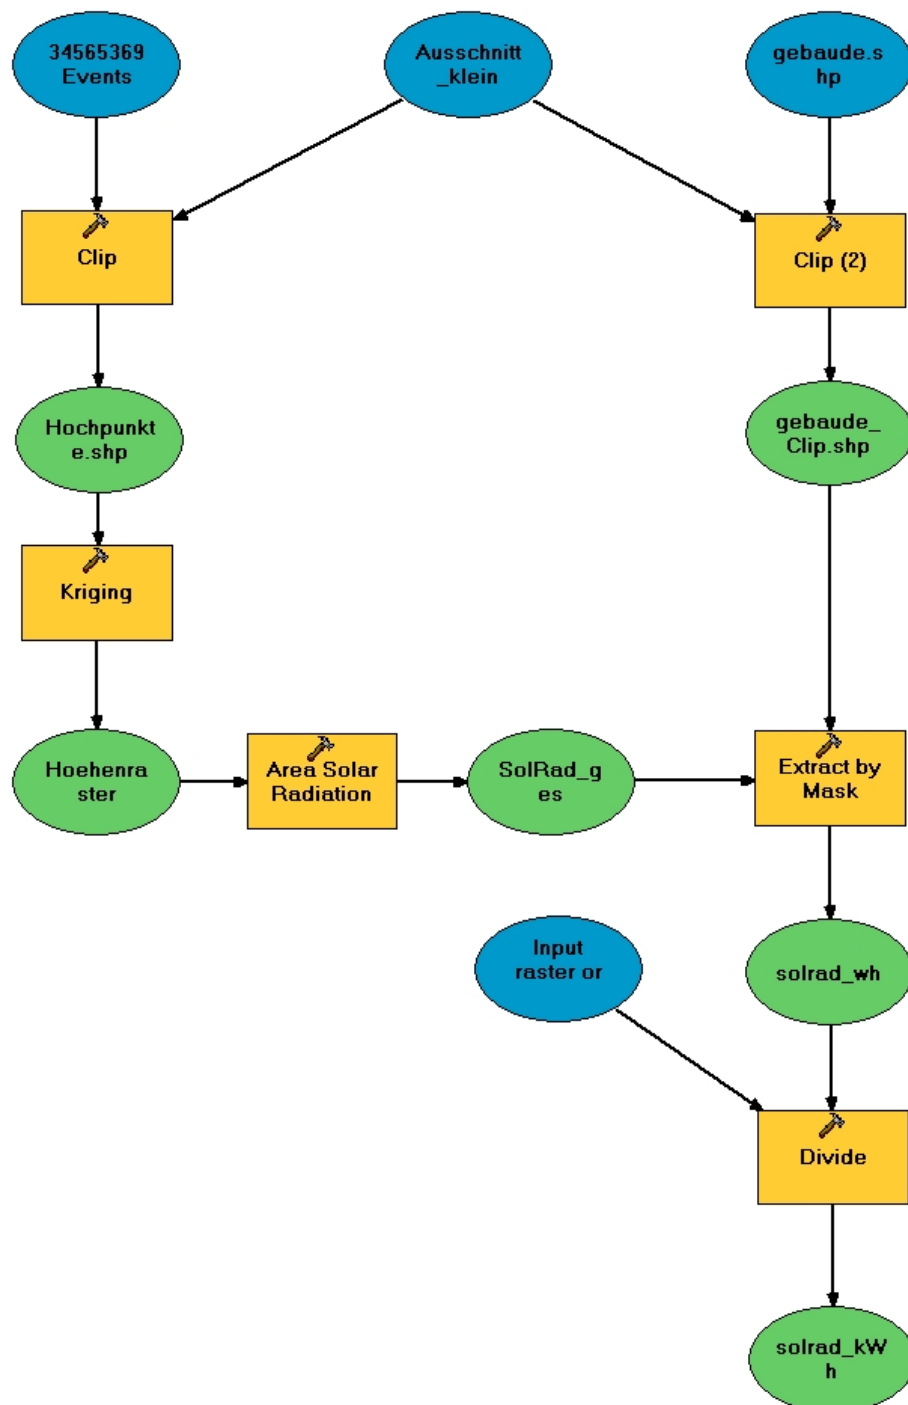 34565369
Events
Ausschnitt
_klein
gebaude.s
hp
Clip
Clip (2)
Hochpunkt
e.shp
gebaude_
Clip.shp
Kriging
Hoehenra
ster
Area Solar
Radiation
SolRad_g
es
Extract by
Mask
Input
raster or
solrad_wh
Divide
solrad_kW
h